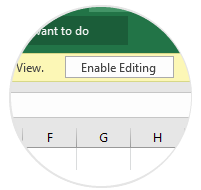 want to do
View. Enable Editing
F G H